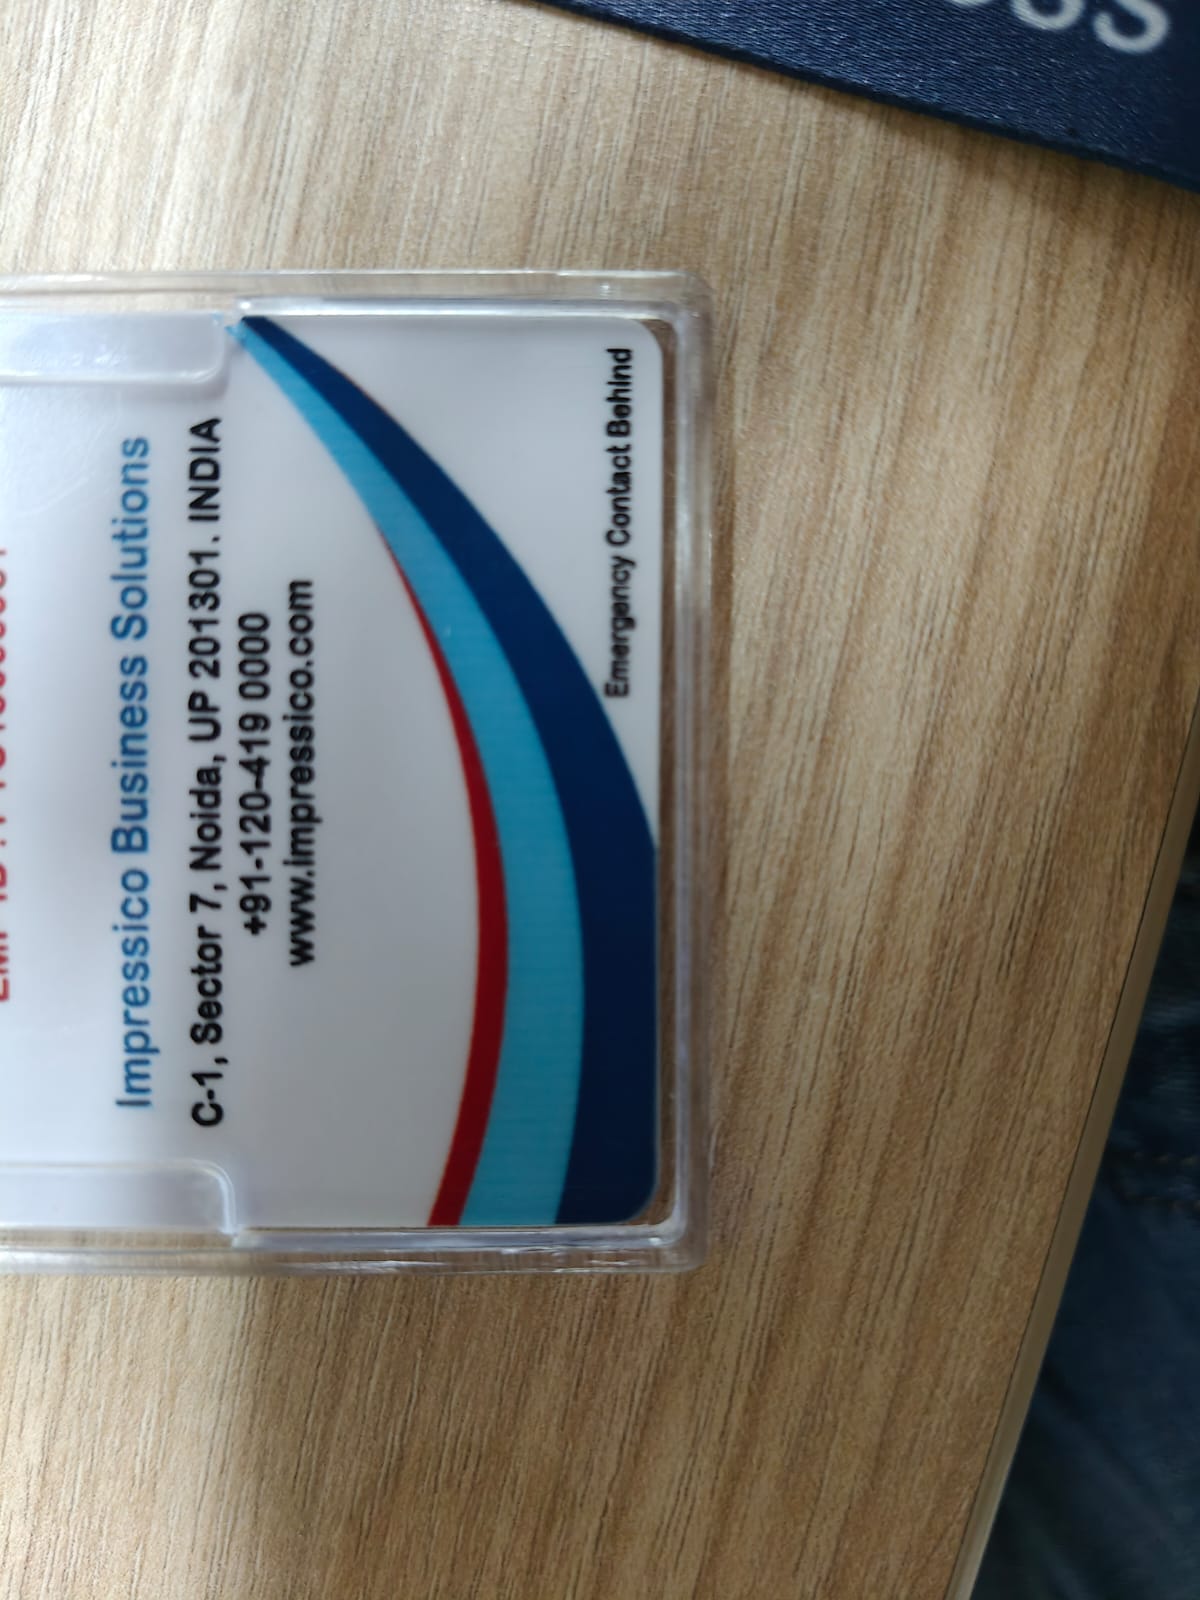 Impressico Business Solutions
C-1, Sector 7, Noida, UP 201301. INDIA
+91-120-419 0000
www.impressico.com
Emergency Contact Behind